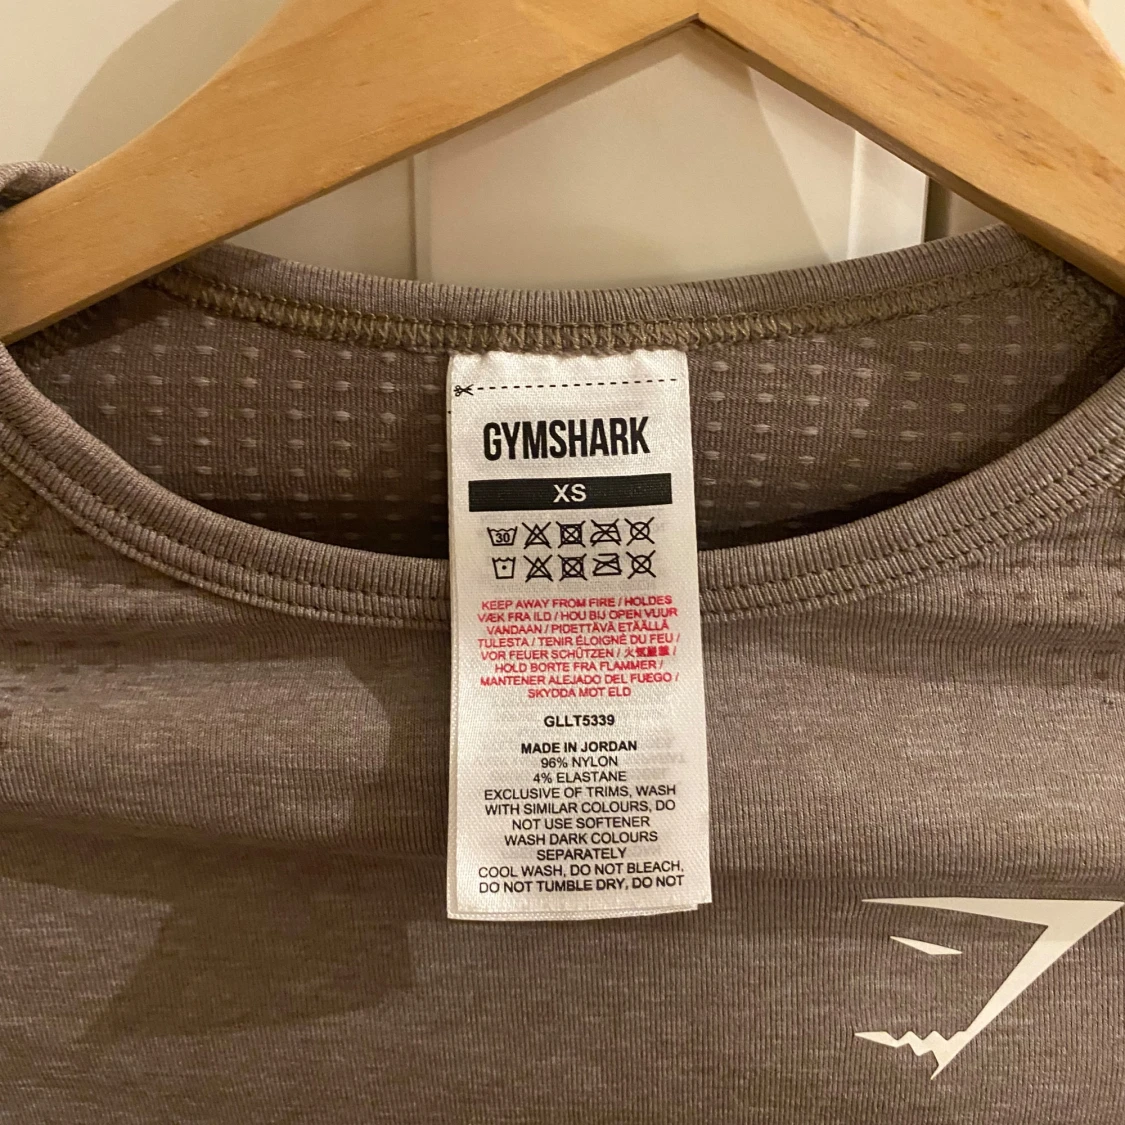 GYMSHARK
XS
30
KEEP AWAY FROM FIRE / HOLDES
VÆK FRA ILD / HOU BIJ OPEN VUUR
VANDAAN / PIDETTÄVÄ ETÄÄLLÄ
TULESTA / TENIR ÉLOIGNÉ DU FEU /
VOR FEUER SCHÜTZEN / 火気厳禁 /
HOLD BORTE FRA FLAMMER /
MANTENER ALEJADO DEL FUEGO /
SKYDDA MOT ELD
GLLT5339
MADE IN JORDAN
96% NYLON
4% ELASTANE
EXCLUSIVE OF TRIMS, WASH
WITH SIMILAR COLOURS, DO
NOT USE SOFTENER
WASH DARK COLOURS
SEPARATELY
COOL WASH, DO NOT BLEACH,
DO NOT TUMBLE DRY, DO NOT